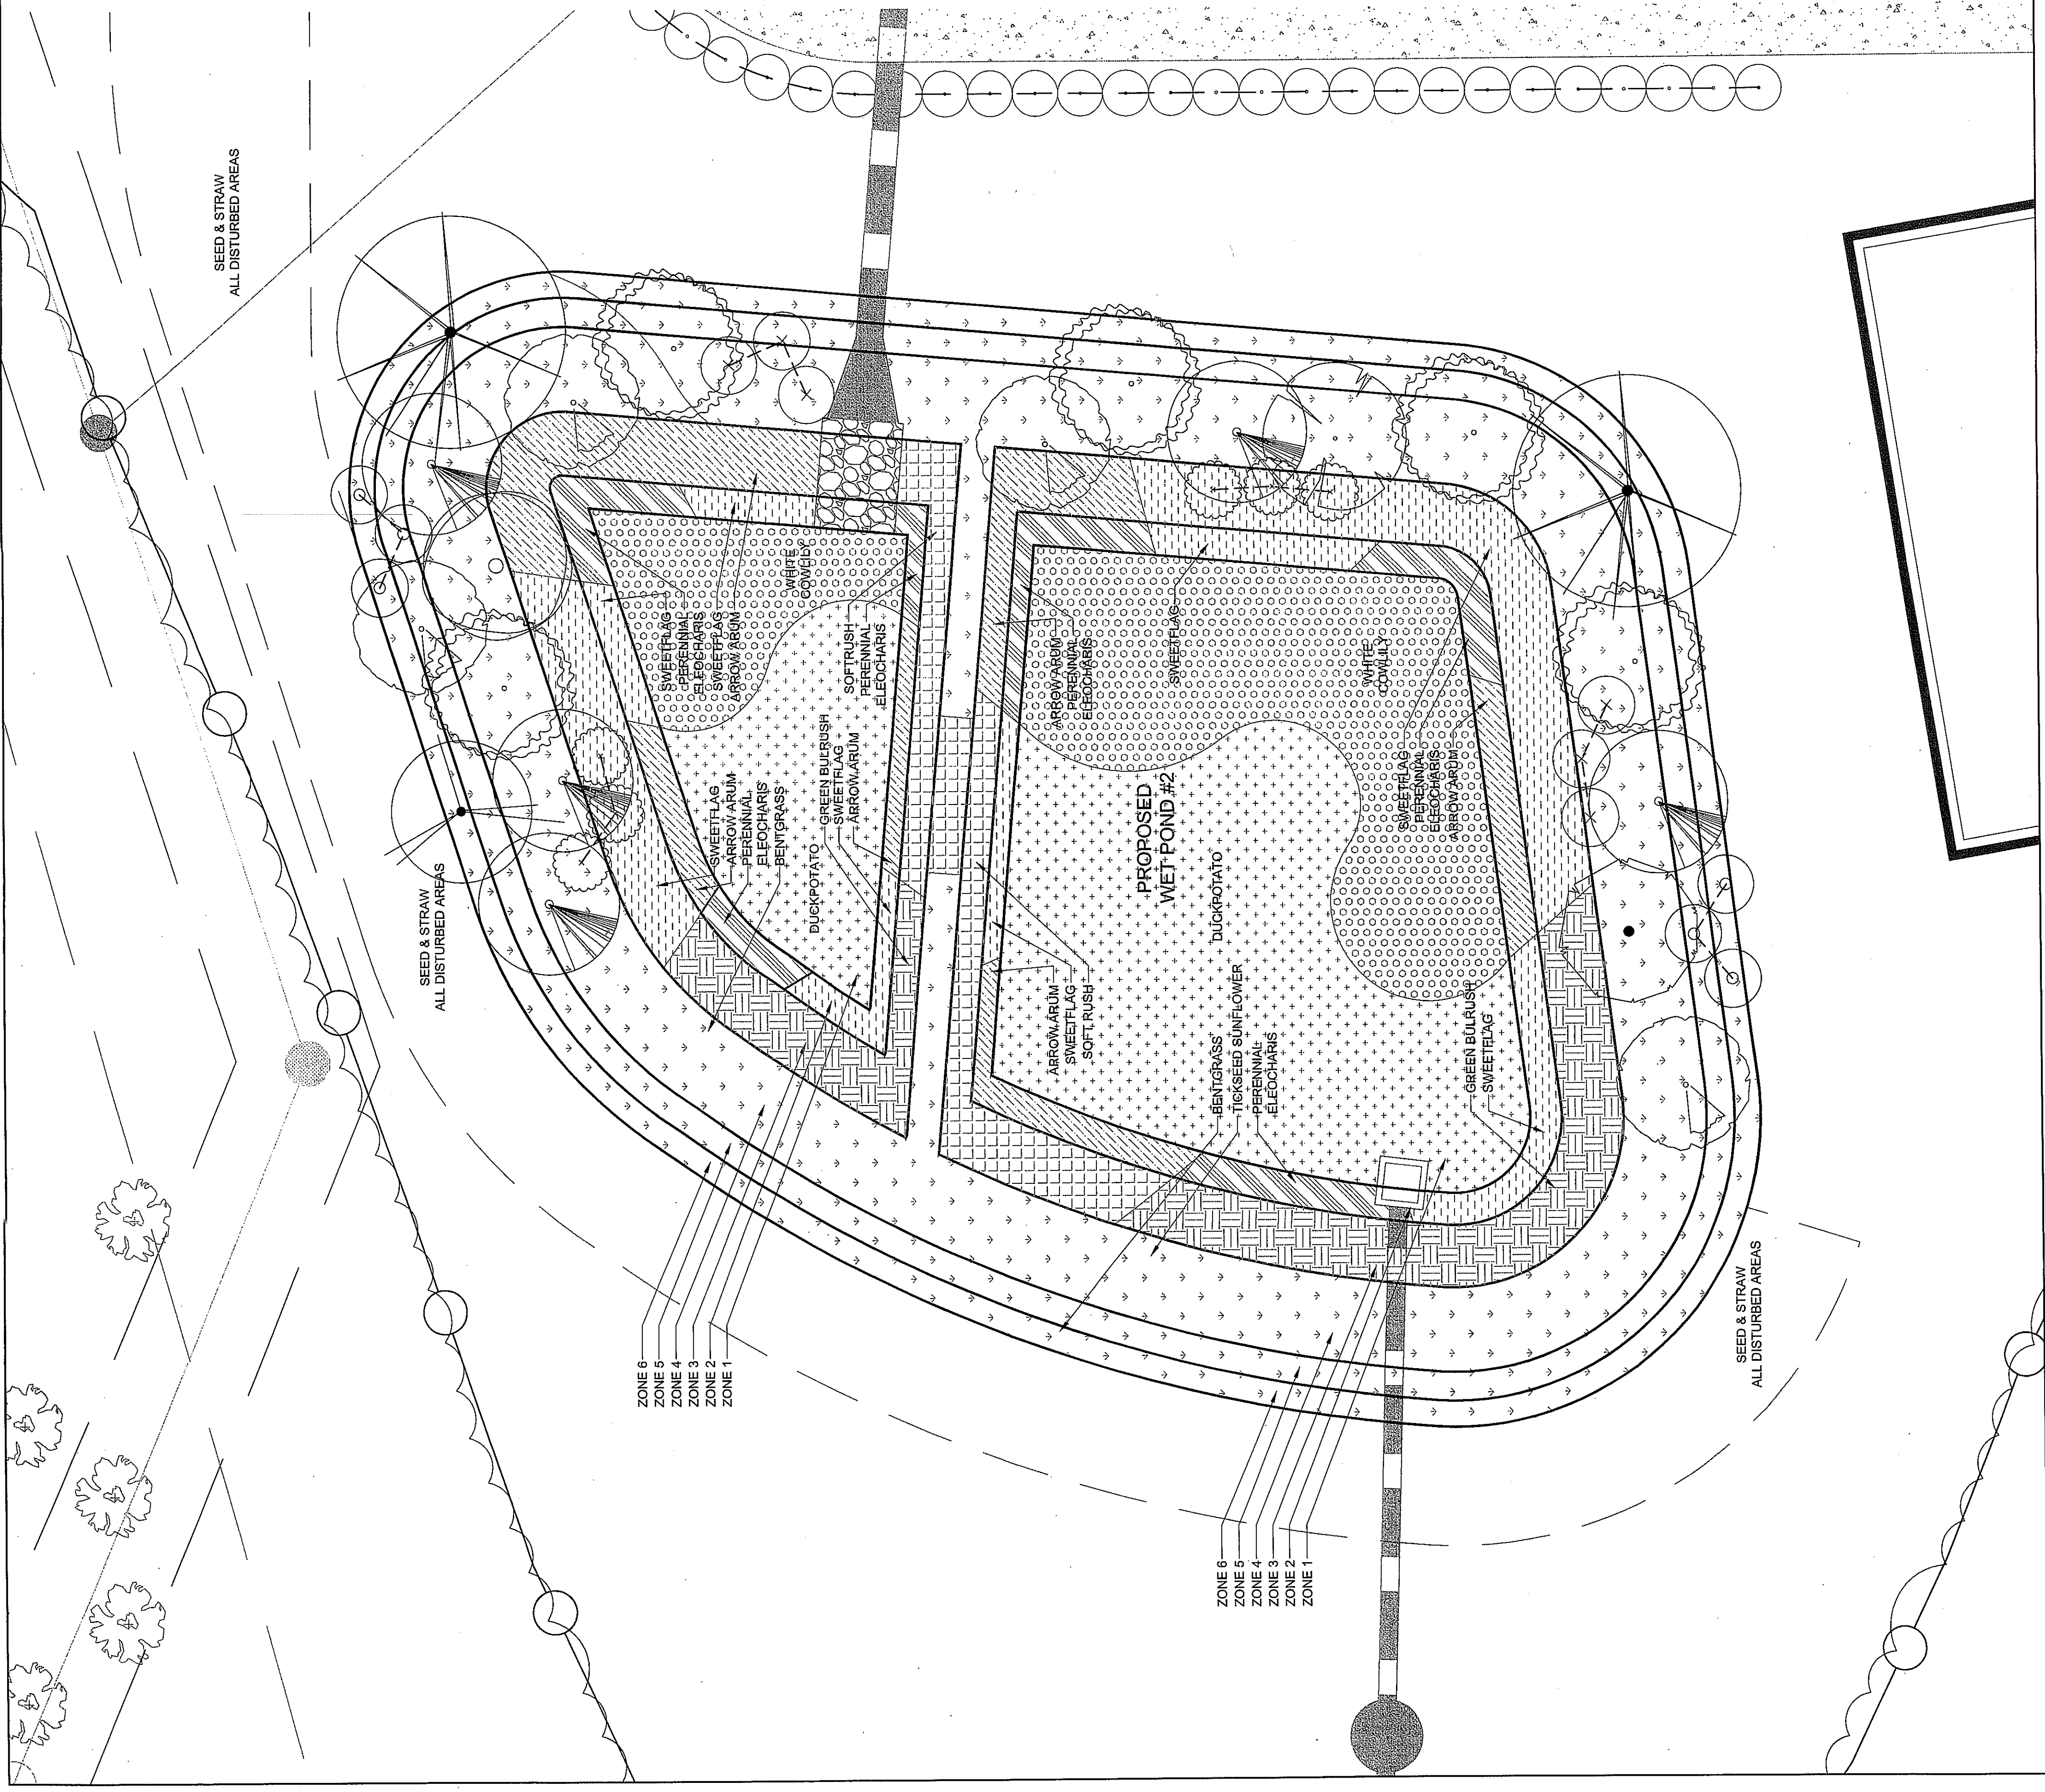 SEED & STRAW
ALL DISTURBED AREAS
SEED & STRAW
ALL DISTURBED AREAS
SWEETFLAG
PERENNIAL
ELEOCHARIS
SWEETFLAG
ARROW ARUM
WHITE
COWLILY
SOFTRUSH
PERENNIAL
ELEOCHARIS
SWEETFLAG
ARROW ARUM
PERENNIAL
ELEOCHARIS
BENTGRASS
DUCKPOTATO
GREEN BULRUSH
SWEETFLAG
ARROW ARUM
ARROW ARUM
PERENNIAL
ELEOCHARIS
SWEETFLAG
WHITE
COWLILY
PROPOSED
WET POND #2
DUCKPOTATO
SWEETFLAG
PERENNIAL
ELEOCHARIS
ARROW ARUM
ARROW ARUM
SWEETFLAG
SOFT RUSH
BENTGRASS
TICKSEED SUNFLOWER
PERENNIAL
ELEOCHARIS
GREEN BULRUSH
SWEETFLAG
ZONE 6
ZONE 5
ZONE 4
ZONE 3
ZONE 2
ZONE 1
ZONE 6
ZONE 5
ZONE 4
ZONE 3
ZONE 2
ZONE 1
SEED & STRAW
ALL DISTURBED AREAS